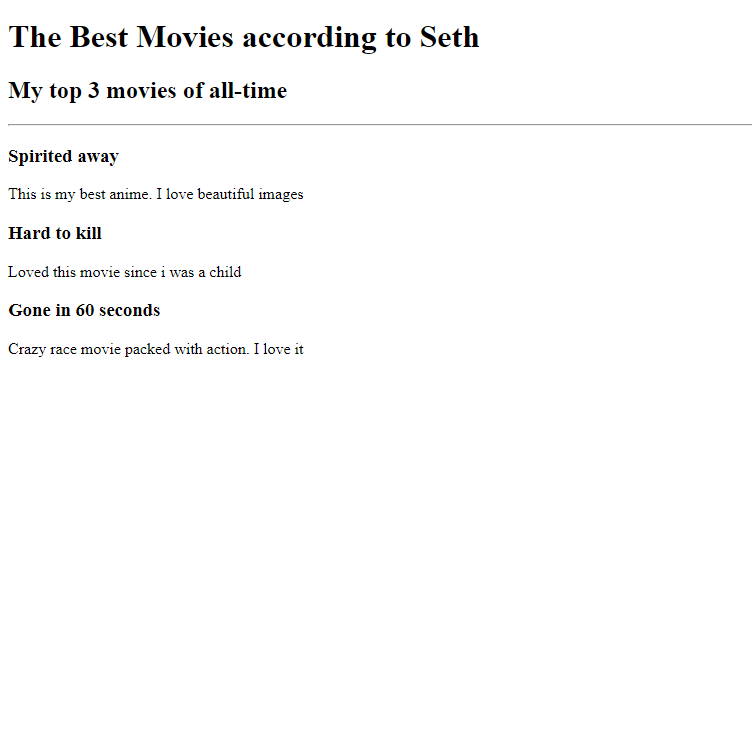 The Best Movies according to Seth
My top 3 movies of all-time
Spirited away
This is my best anime. I love beautiful images
Hard to kill
Loved this movie since i was a child
Gone in 60 seconds
Crazy race movie packed with action. I love it